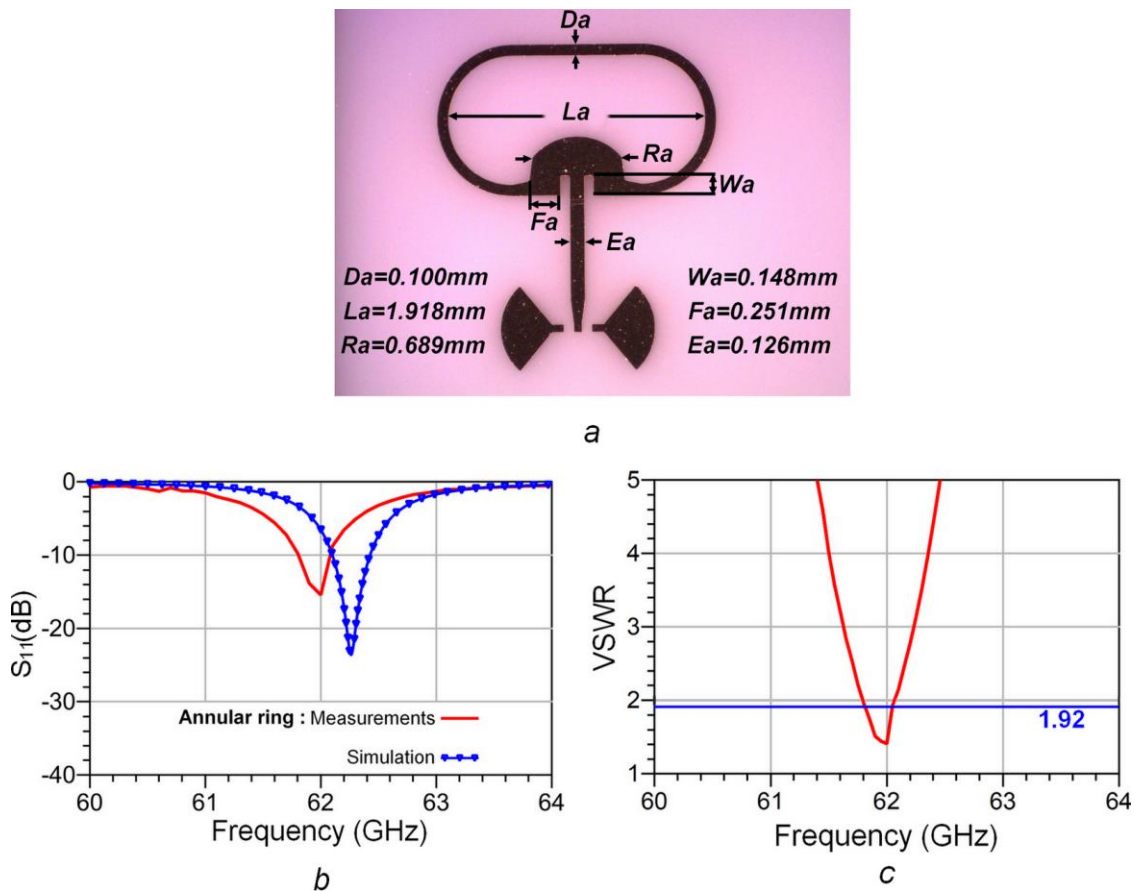 Da
La
Ra
Wa
Fa
Ea
Da=0.100mm Wa=0.148mm
La=1.918mm Fa=0.251mm
Ra=0.689mm Ea=0.126mm
a
0
-10
-20
-30
-40
S11(dB)
Annular ring : Measurements
Simulation
60 61 62 63 64
Frequency (GHz)
b
5
4
3
2
1
VSWR
1.92
60 61 62 63 64
Frequency (GHz)
c